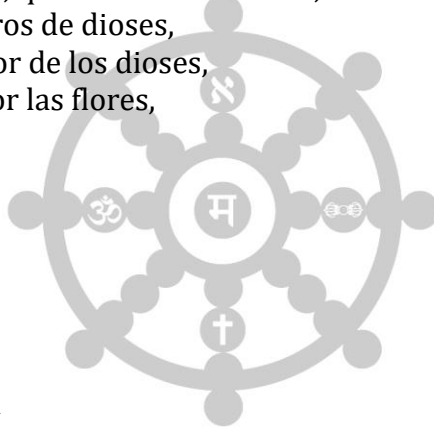 ros de dioses,
or de los dioses,
or las flores,
א
ॐ
म